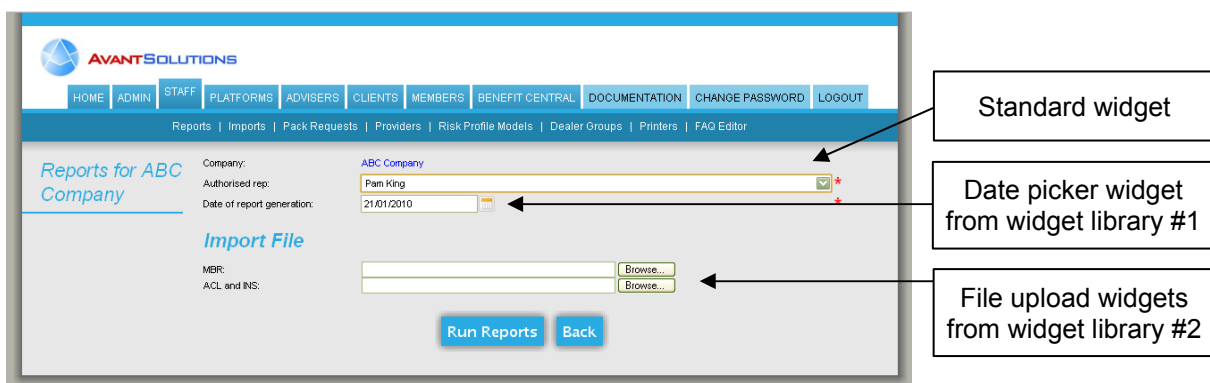 AVANTSOLUTIONS
HOME ADMIN STAFF PLATFORMS ADVISERS CLIENTS MEMBERS BENEFIT CENTRAL DOCUMENTATION CHANGE PASSWORD LOGOUT
Reports | Imports | Pack Requests | Providers | Risk Profile Models | Dealer Groups | Printers | FAQ Editor
Reports for ABC
Company
Company: ABC Company
Authorised rep: Pam King *
Date of report generation: 21/01/2010 *
Import File
MBR: Browse...
ACL and INS: Browse...
Run Reports Back
Standard widget
Date picker widget
from widget library #1
File upload widgets
from widget library #2